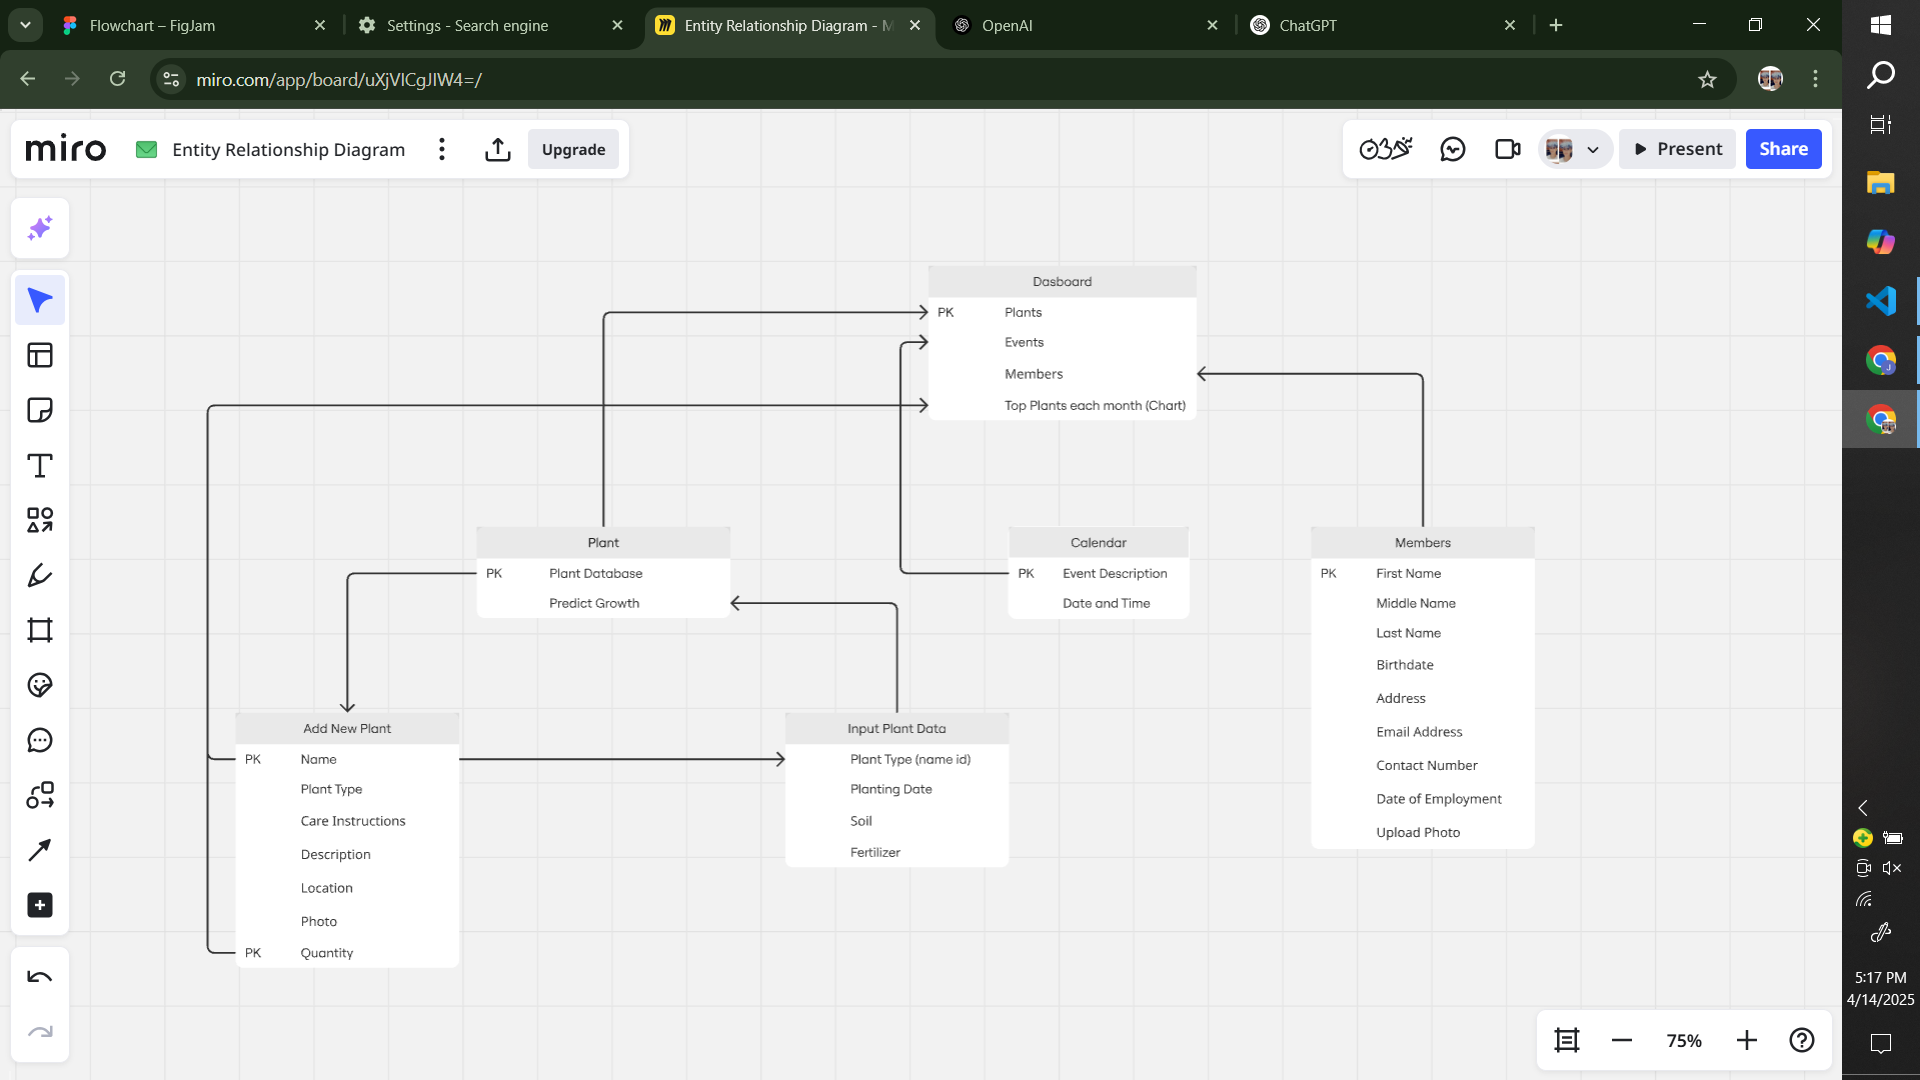 Flowchart – FigJam
Settings - Search engine
Entity Relationship Diagram - M
OpenAI
ChatGPT
miro.com/app/board/uXjVICgJIW4=/
miro
Entity Relationship Diagram
Upgrade
Present
Share
Dasboard
PK Plants
Events
Members
Top Plants each month (Chart)
Plant
PK Plant Database
Predict Growth
Calendar
PK Event Description
Date and Time
Members
PK First Name
Middle Name
Last Name
Birthdate
Address
Email Address
Contact Number
Date of Employment
Upload Photo
Add New Plant
PK Name
Plant Type
Care Instructions
Description
Location
Photo
PK Quantity
Input Plant Data
Plant Type (name id)
Planting Date
Soil
Fertilizer
75%
5:17 PM
4/14/2025